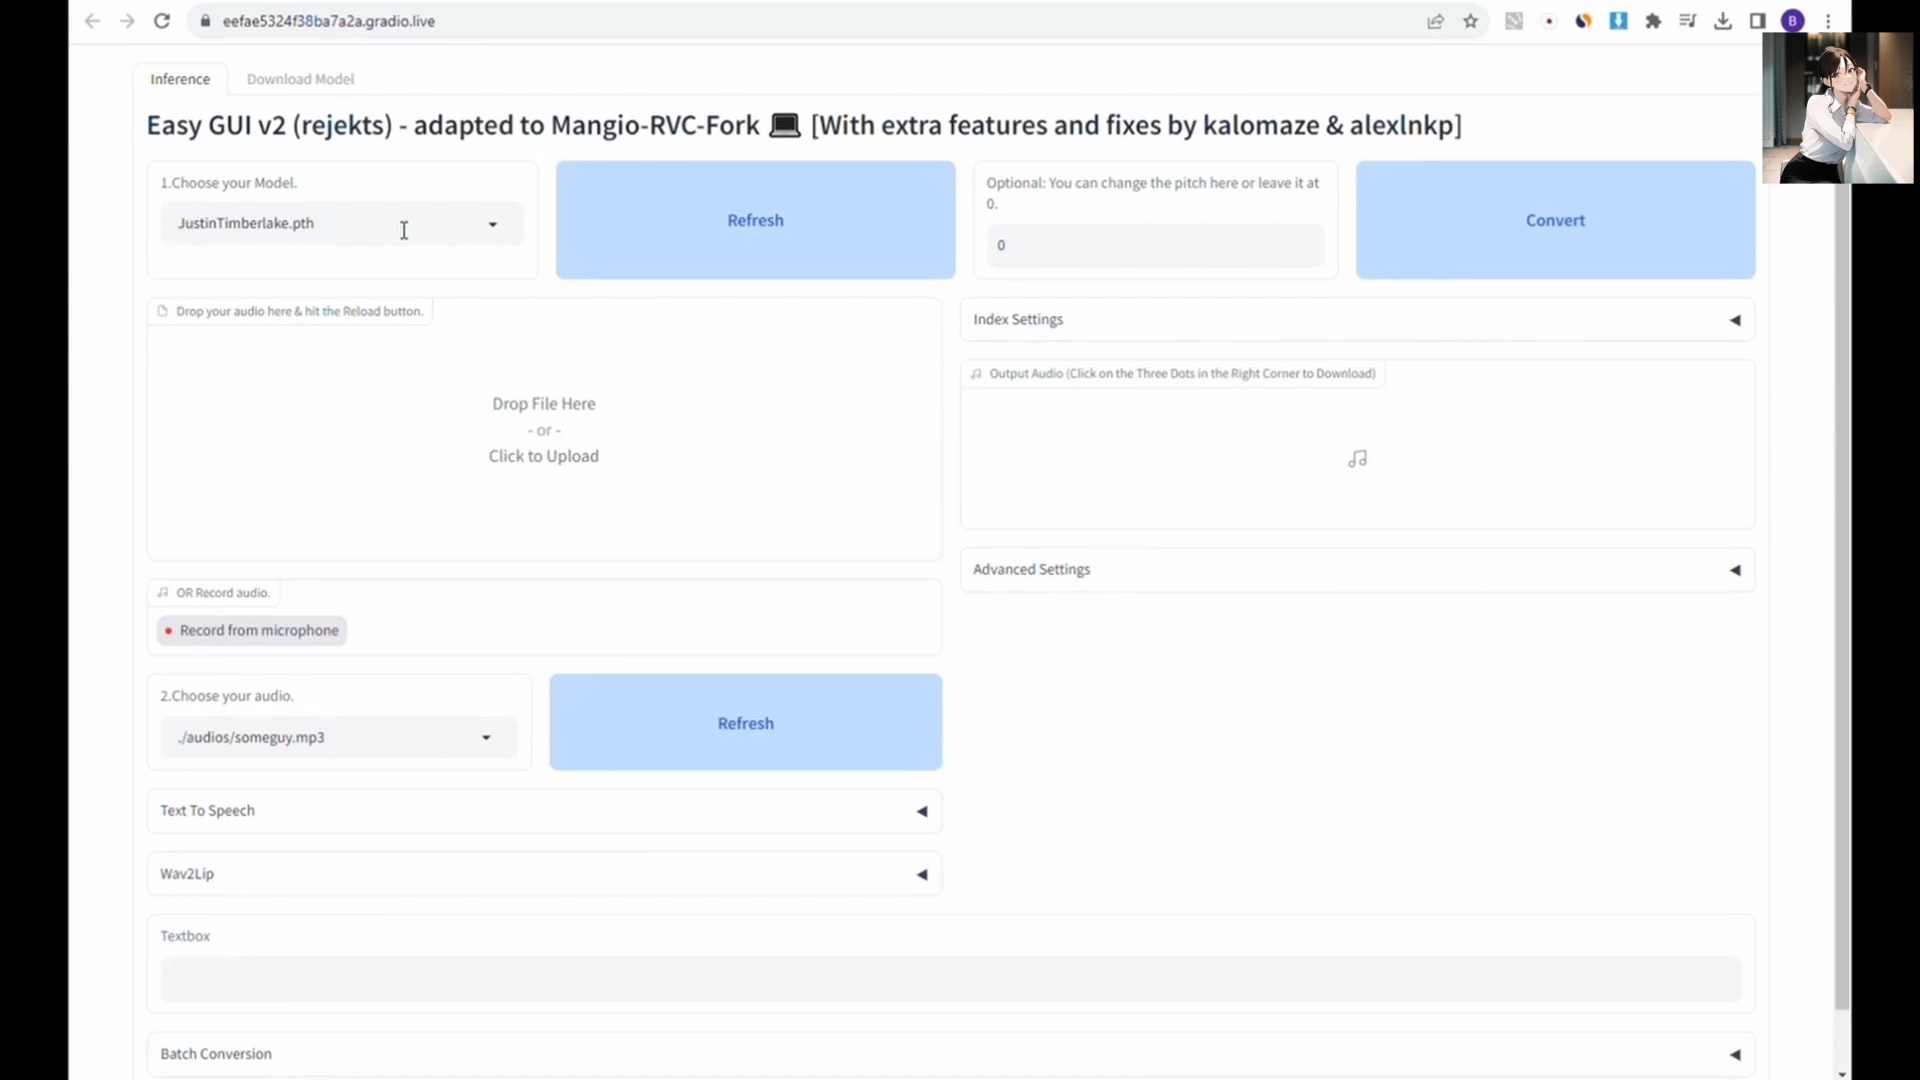 eefae5324f38ba7a2a.gradio.live
B
Inference
Download Model
Easy GUI v2 (rejekts) - adapted to Mangio-RVC-Fork 💻 [With extra features and fixes by kalomaze & alexlnkp]
1.Choose your Model.
JustinTimberlake.pth
Refresh
Optional: You can change the pitch here or leave it at
0.
0
Convert
Drop your audio here & hit the Reload button.
Drop File Here
- or -
Click to Upload
Index Settings
Output Audio (Click on the Three Dots in the Right Corner to Download)
Advanced Settings
OR Record audio.
Record from microphone
2.Choose your audio.
./audios/someguy.mp3
Refresh
Text To Speech
Wav2Lip
Textbox
Batch Conversion